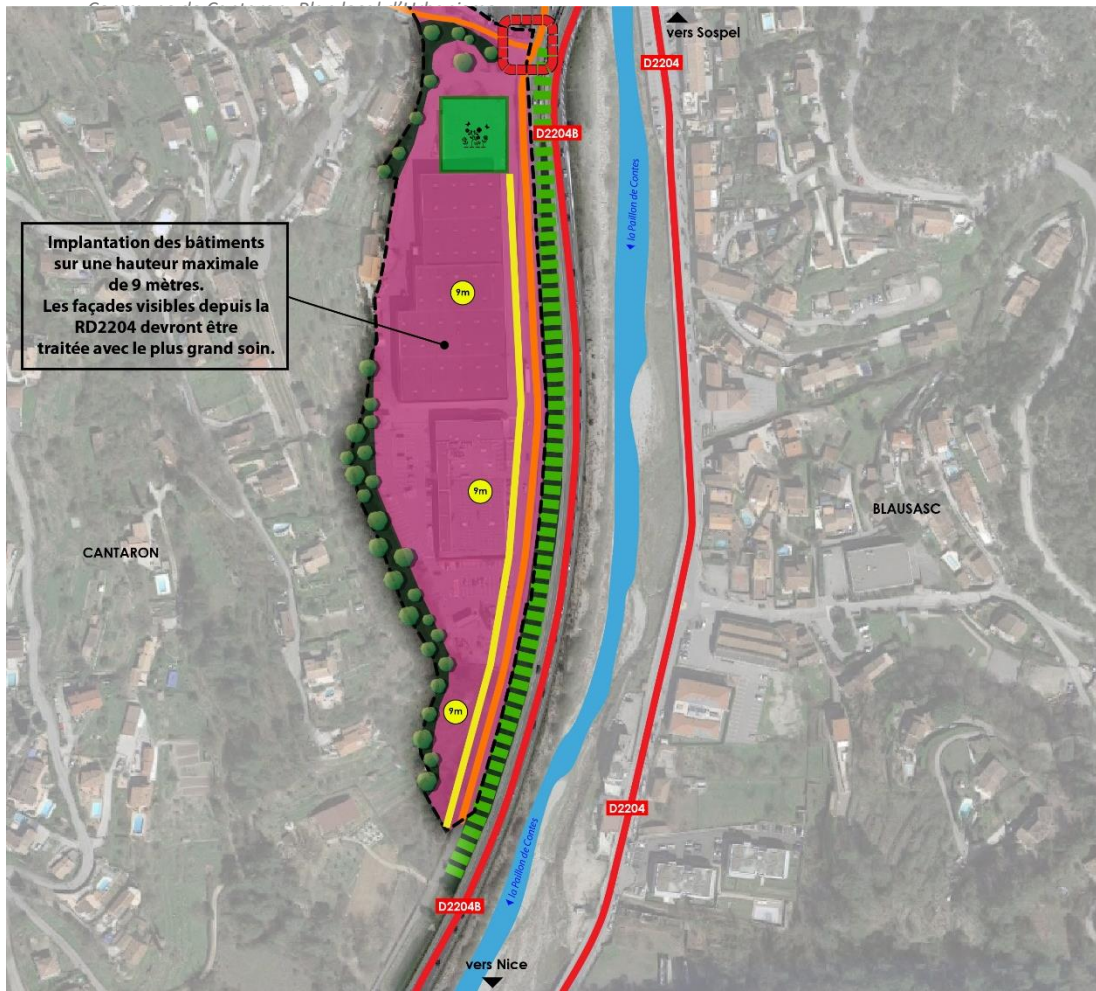 vers Sospel
D2204
D2204B
la Paillon de Contes
Implantation des bâtiments
sur une hauteur maximale
de 9 mètres.
Les façades visibles depuis la
RD2204 devront être
traitée avec le plus grand soin.
9m
9m
BLAUSASC
CANTARON
9m
D2204
la Paillon de Contes
D2204B
vers Nice